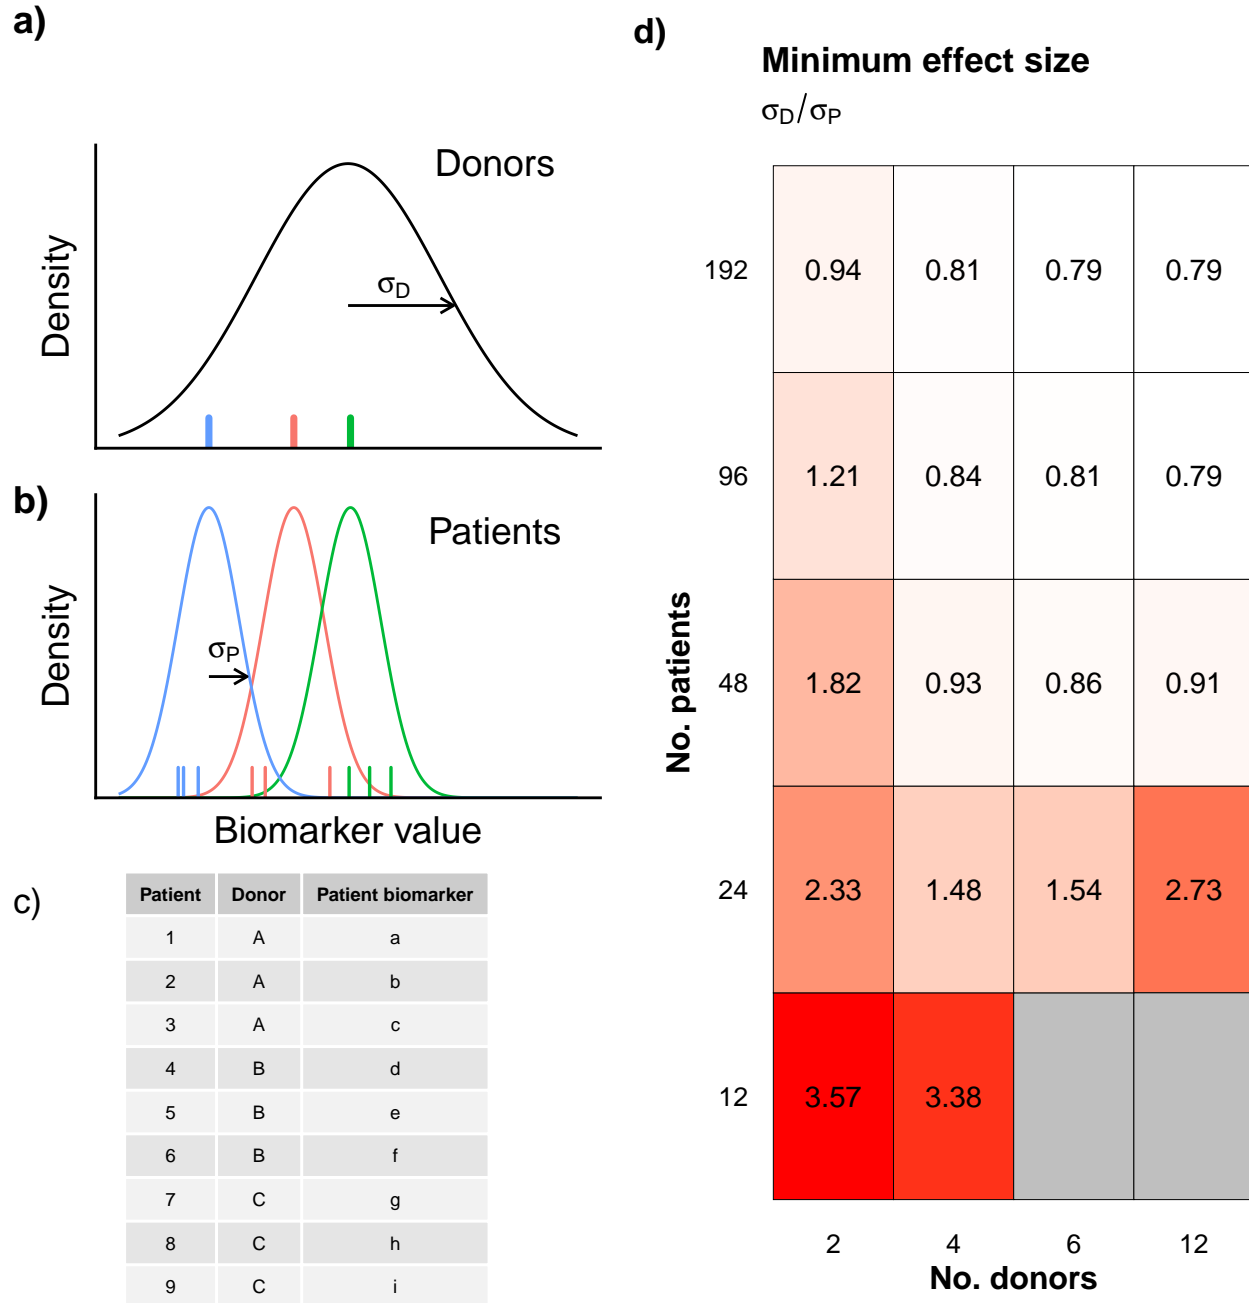 a)
Donors
σD
Density
b)
Patients
σP
Density
Biomarker value
c)
Patient Donor Patient biomarker
1 A a
2 A b
3 A c
4 B d
5 B e
6 B f
7 C g
8 C h
9 C i
d)
Minimum effect size
σD/σP
No. patients
192 0.94 0.81 0.79 0.79
96 1.21 0.84 0.81 0.79
48 1.82 0.93 0.86 0.91
24 2.33 1.48 1.54 2.73
12 3.57 3.38
2 4 6 12
No. donors